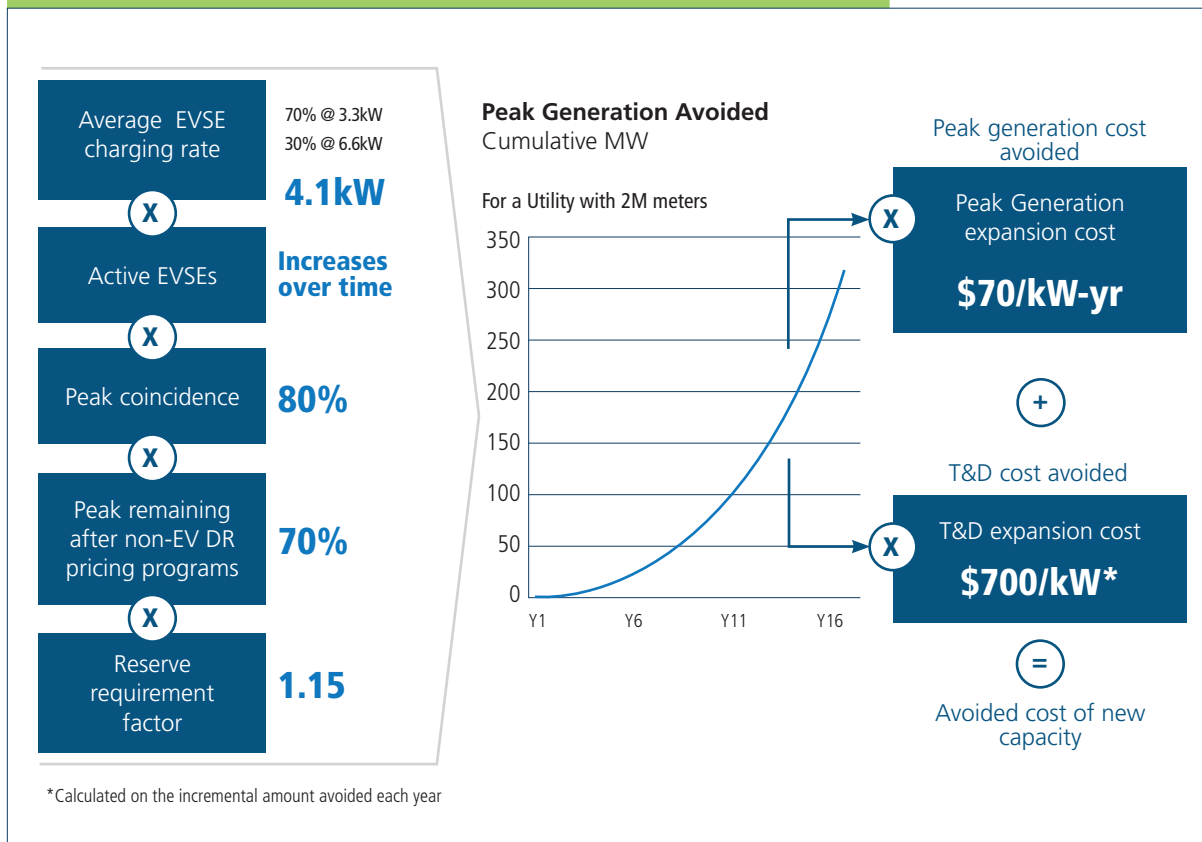 Average EVSE
charging rate
70% @ 3.3kW
30% @ 6.6kW
4.1kW
X
Active EVSEs
Increases
over time
X
Peak coincidence
80%
X
Peak remaining
after non-EV DR
pricing programs
70%
X
Reserve
requirement
factor
1.15
*Calculated on the incremental amount avoided each year
Peak Generation Avoided
Cumulative MW
For a Utility with 2M meters
350
300
250
200
150
100
50
0
Y1
Y6
Y11
Y16
Peak generation cost
avoided
X
Peak Generation
expansion cost
$70/kW-yr
+
T&D cost avoided
X
T&D expansion cost
$700/kW*
=
Avoided cost of new
capacity